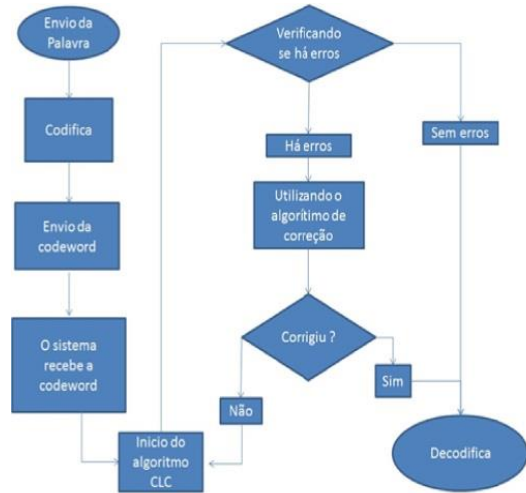 Envio da
Palavra
Codifica
Envio da
codeword
O sistema
recebe a
codeword
Inicio do
algoritmo
CLC
Verificando
se há erros
Há erros
Sem erros
Utilizando o
algorítimo de
correção
Corrigiu ?
Não
Sim
Decodifica